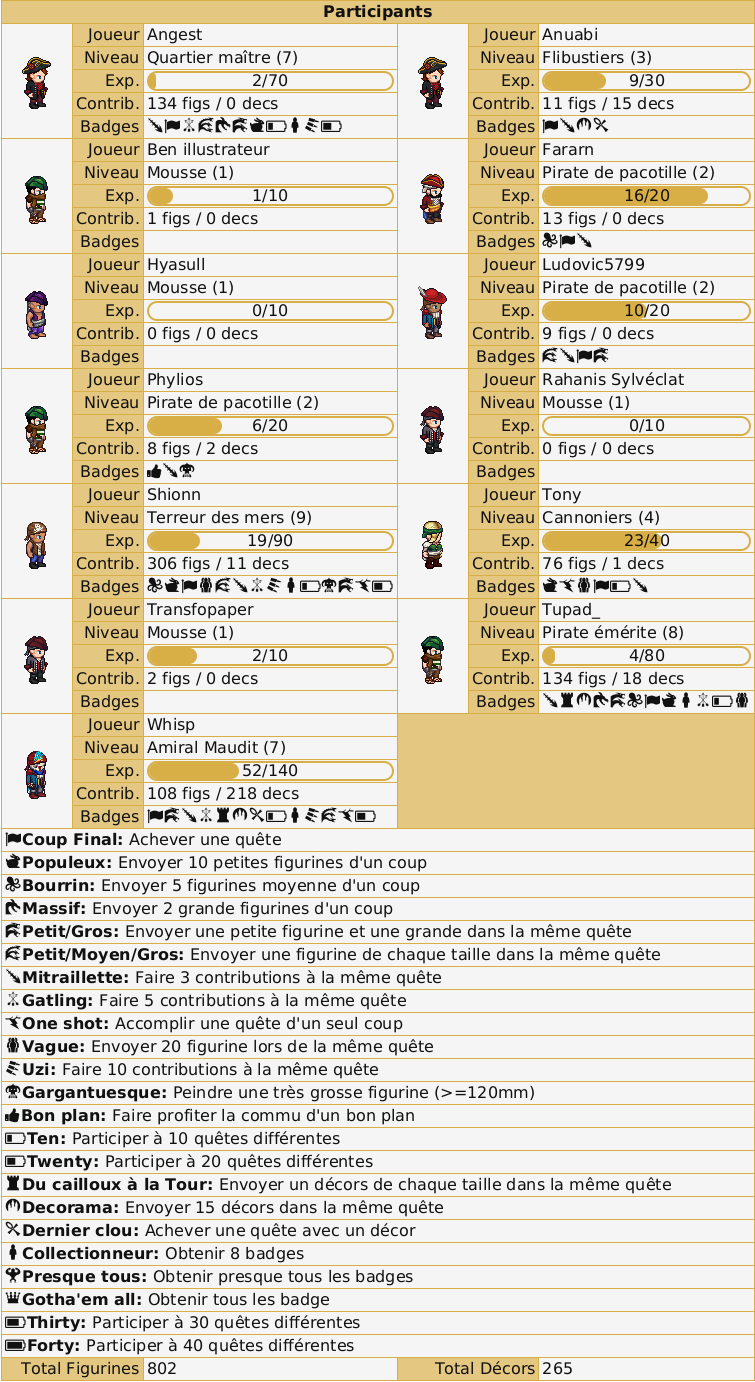 Participants
Joueur Angest
Niveau Quartier maître (7)
Exp. 2/70
Contrib. 134 figs / 0 decs
Badges
Joueur Anuabi
Niveau Flibustiers (3)
Exp. 9/30
Contrib. 11 figs / 15 decs
Badges
Joueur Ben illustrateur
Niveau Mousse (1)
Exp. 1/10
Contrib. 1 figs / 0 decs
Badges
Joueur Fararn
Niveau Pirate de pacotille (2)
Exp. 16/20
Contrib. 13 figs / 0 decs
Badges
Joueur Hyasull
Niveau Mousse (1)
Exp. 0/10
Contrib. 0 figs / 0 decs
Badges
Joueur Ludovic5799
Niveau Pirate de pacotille (2)
Exp. 10/20
Contrib. 9 figs / 0 decs
Badges
Joueur Phylios
Niveau Pirate de pacotille (2)
Exp. 6/20
Contrib. 8 figs / 2 decs
Badges
Joueur Rahanis Sylvéclat
Niveau Mousse (1)
Exp. 0/10
Contrib. 0 figs / 0 decs
Badges
Joueur Shionn
Niveau Terreur des mers (9)
Exp. 19/90
Contrib. 306 figs / 11 decs
Badges
Joueur Tony
Niveau Cannoniers (4)
Exp. 23/40
Contrib. 76 figs / 1 decs
Badges
Joueur Transfopaper
Niveau Mousse (1)
Exp. 2/10
Contrib. 2 figs / 0 decs
Badges
Joueur Tupad_
Niveau Pirate émérite (8)
Exp. 4/80
Contrib. 134 figs / 18 decs
Badges
Joueur Whisp
Niveau Amiral Maudit (7)
Exp. 52/140
Contrib. 108 figs / 218 decs
Badges
Coup Final: Achever une quête
Populeux: Envoyer 10 petites figurines d'un coup
Bourrin: Envoyer 5 figurines moyenne d'un coup
Massif: Envoyer 2 grande figurines d'un coup
Petit/Gros: Envoyer une petite figurine et une grande dans la même quête
Petit/Moyen/Gros: Envoyer une figurine de chaque taille dans la même quête
Mitraillette: Faire 3 contributions à la même quête
Gatling: Faire 5 contributions à la même quête
One shot: Accomplir une quête d'un seul coup
Vague: Envoyer 20 figurine lors de la même quête
Uzi: Faire 10 contributions à la même quête
Gargantuesque: Peindre une très grosse figurine (>=120mm)
Bon plan: Faire profiter la commu d'un bon plan
Ten: Participer à 10 quêtes différentes
Twenty: Participer à 20 quêtes différentes
Du cailloux à la Tour: Envoyer un décors de chaque taille dans la même quête
Decorama: Envoyer 15 décors dans la même quête
Dernier clou: Achever une quête avec un décor
Collectionneur: Obtenir 8 badges
Presque tous: Obtenir presque tous les badges
Gotha'em all: Obtenir tous les badge
Thirty: Participer à 30 quêtes différentes
Forty: Participer à 40 quêtes différentes
Total Figurines 802
Total Décors 265